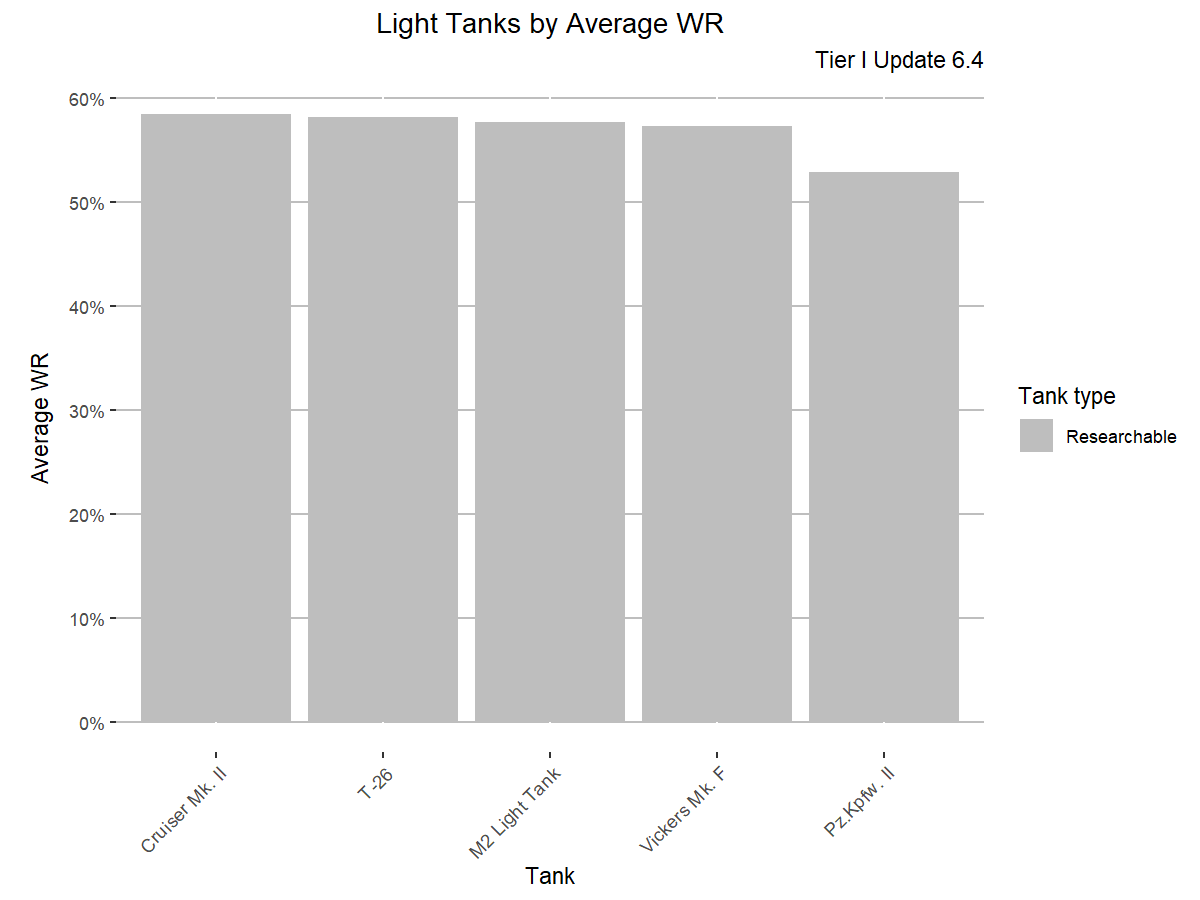 Light Tanks by Average WR
Tier I Update 6.4
60%
50%
40%
30%
20%
10%
0%
Average WR
Cruiser Mk. II
T-26
M2 Light Tank
Vickers Mk. F
Pz.Kpfw. II
Tank
Tank type
Researchable